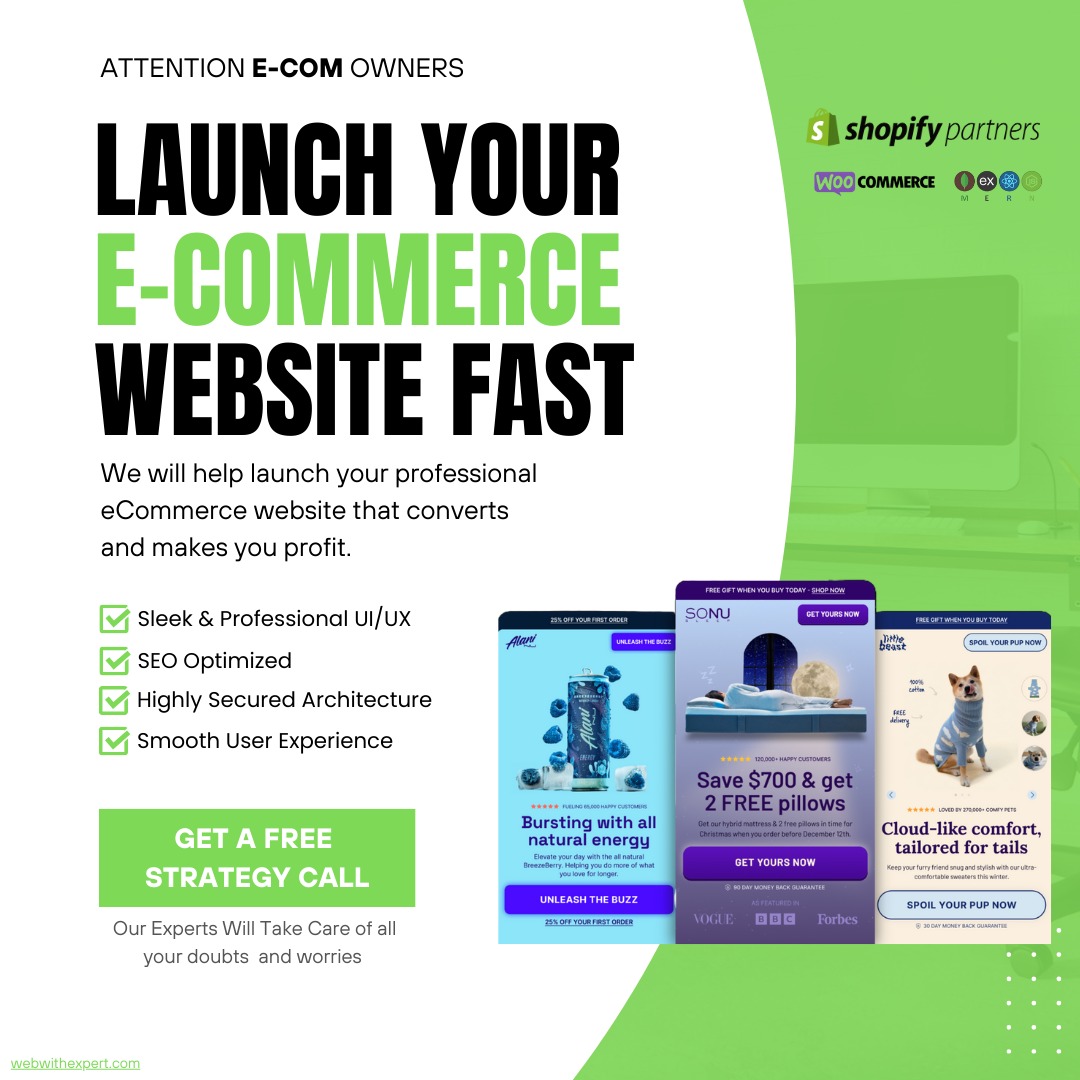 ATTENTION E-COM OWNERS
LAUNCH YOUR
E-COMMERCE
WEBSITE FAST
We will help launch your professional
eCommerce website that converts
and makes you profit.
Sleek & Professional UI/UX
SEO Optimized
Highly Secured Architecture
Smooth User Experience
GET A FREE
STRATEGY CALL
Our Experts Will Take Care of all
your doubts and worries
webwithexpert.com
shopify partners
WOO COMMERCE
ex
M E R N
25% OFF YOUR FIRST ORDER
Alani
UNLEASH THE BUZZ
Alani
ENERGY
FUELING 65,000 HAPPY CUSTOMERS
Bursting with all
natural energy
Elevate your day with the all natural
BreezeBerry. Helping you do more of what
you love for longer.
UNLEASH THE BUZZ
25% OFF YOUR FIRST ORDER
FREE GIFT WHEN YOU BUY TODAY - SHOP NOW
SONU
SLEEP
GET YOURS NOW
120,000+ HAPPY CUSTOMERS
Save $700 & get
2 FREE pillows
Get our hybrid mattress & 2 free pillows in time for
Christmas when you order before December 12th.
GET YOURS NOW
90 DAY MONEY BACK GUARANTEE
AS FEATURED IN
VOGUE BBC Forbes
FREE GIFT WHEN YOU BUY TODAY
little
beast
SPOIL YOUR PUP NOW
100%
cotton
FREE
delivery
LOVED BY 270,000+ COMFY PETS
Cloud-like comfort,
tailored for tails
Keep your furry friend snug and stylish with our ultra-
comfortable sweaters this winter.
SPOIL YOUR PUP NOW
30 DAY MONEY BACK GUARANTEE